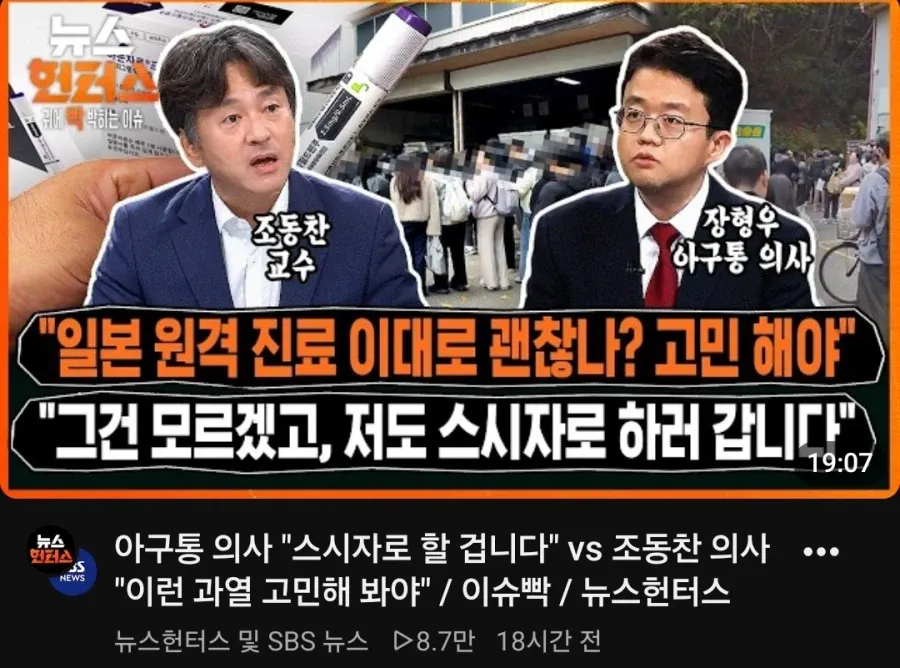 뉴스
헌터스
귀에 빡 박히는 이슈
조동찬
교수
장형우
아구통 의사
"일본 원격 진료 이대로 괜찮나? 고민 해야"
"그건 모르겠고, 저도 스시자로 하러 갑니다"
19:07
뉴스
헌터스
NEWS
아구통 의사 "스시자로 할 겁니다" vs 조동찬 의사
"이런 과열 고민해 봐야" / 이슈빡 / 뉴스헌터스
뉴스헌터스 및 SBS 뉴스 ▷8.7만 18시간 전